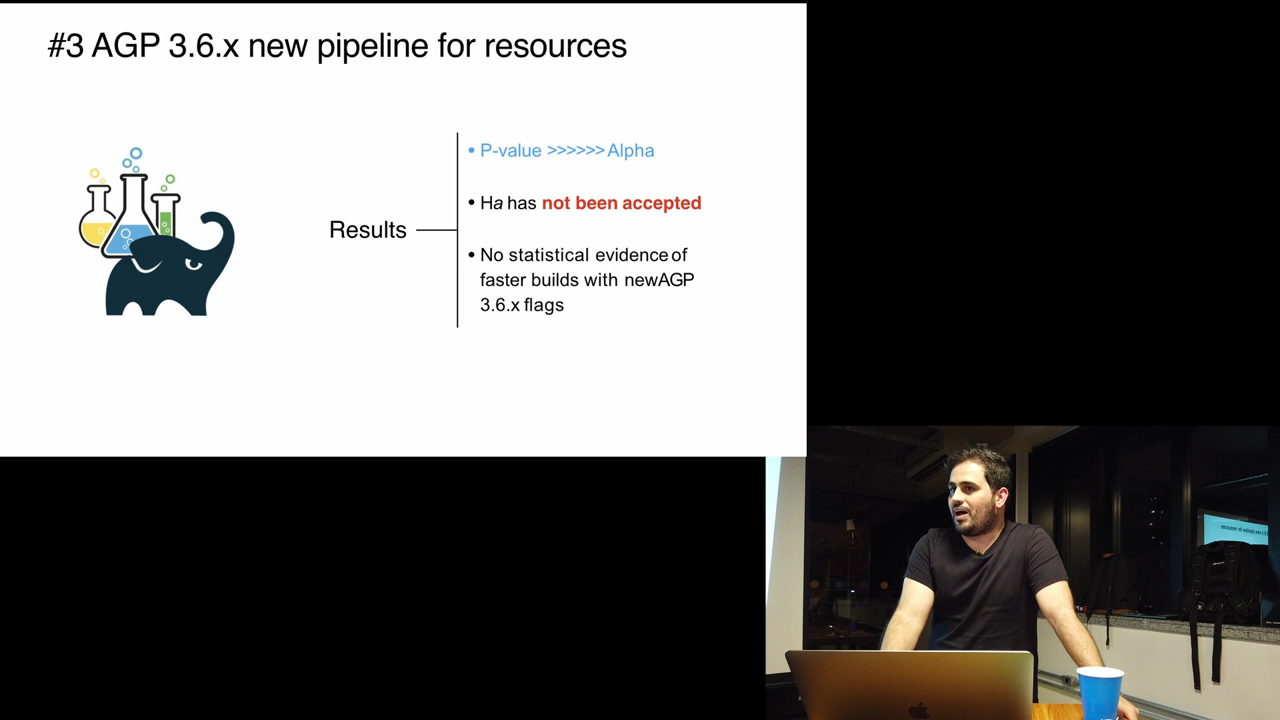 #3 AGP 3.6.x new pipeline for resources
Results
• P-value >>>>>> Alpha
• Ha has not been accepted
• No statistical evidence of
faster builds with newAGP
3.6.x flags